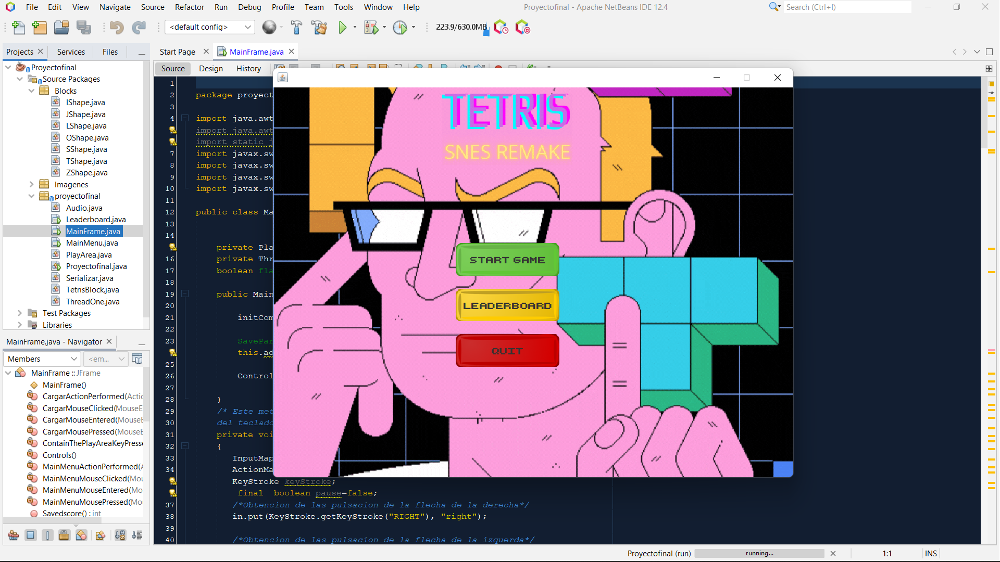 File Edit View Navigate Source Refactor Run Debug Profile Team Tools Window Help
Proyectofinal - Apache NetBeans IDE 12.4
Search (Ctrl+I)
<default config>
223.9/630.0MB
Projects
Services
Files
Start Page
MainFrame.java
Source
Design
History
Proyectofinal
Source Packages
Blocks
IShape.java
JShape.java
LShape.java
OShape.java
SShape.java
TShape.java
ZShape.java
Imagenes
proyectofinal
Audio.java
Leaderboard.java
MainFrame.java
MainMenu.java
PlayArea.java
Proyectofinal.java
Serializar.java
TetrisBlock.java
ThreadOne.java
Test Packages
Libraries
MainFrame.java - Navigator
Members
<em...
MainFrame :: JFrame
MainFrame()
CargarActionPerformed(Actic
CargarMouseClicked(MouseE
CargarMouseEntered(MouseE
CargarMousePressed(MouseE
ContainThePlayAreaKeyPresse
Controls()
MainMenuActionPerformed(A
MainMenuMouseClicked(Mou
MainMenuMouseEntered(Mo
MainMenuMousePressed(Mou
Savedscore() : int
1
2 package proyect
3
4 import java.awt
import java.awt
import static j
7 import javax.sw
8 import javax.sw
9 import javax.sw
10 import javax.sw
11
12 public class Ma
13
14
private Pla
16 private Thr
17 boolean fla
18
19 public Main
20
21 initCom
22
23 SavePar
this.ad
25
26 Control
27
28 }
29 /* Este met
30 del teclado
31 private voi
32 {
33 InputMap
34 ActionMa
KeyStroke keyStroke;
final boolean pause=false;
37 /*Obtencion de las pulsacion de la flecha de la derecha*/
38 in.put(KeyStroke.getKeyStroke("RIGHT"), "right");
39
40 /*Obtencion de las pulsacion de la flecha de la izquerda*/
TETRIS
SNES REMAKE
START GAME
LEADERBOARD
QUIT
Proyectofinal (run)
running...
1:1
INS